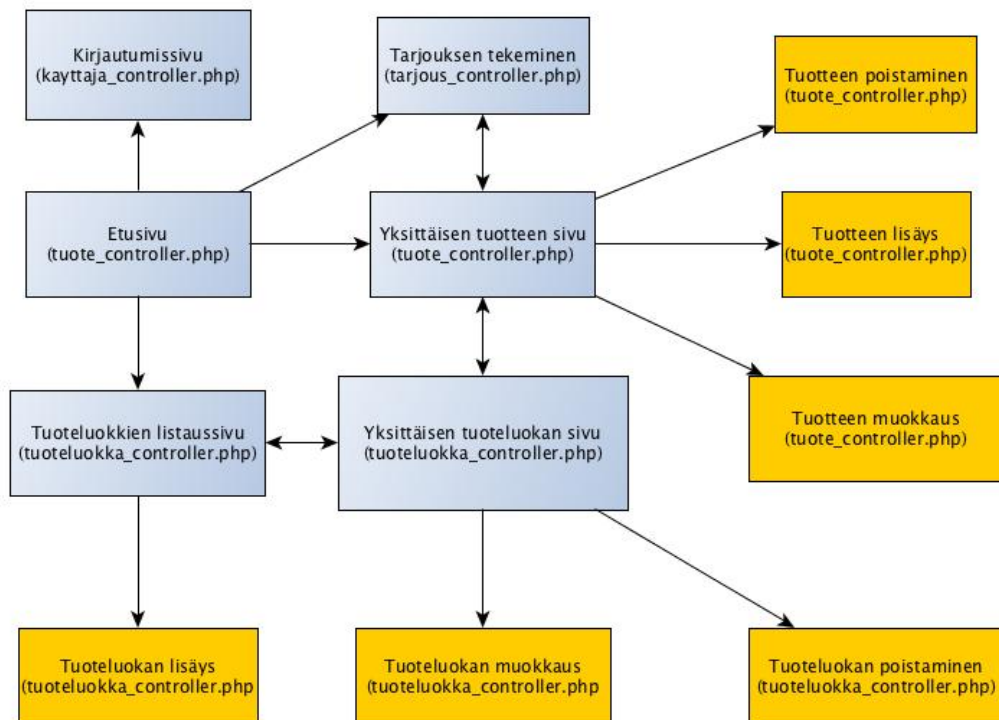 Kirjautumissivu
(kayttaja_controller.php)
Tarjouksen tekeminen
(tarjous_controller.php)
Tuotteen poistaminen
(tuote_controller.php)
Etusivu
(tuote_controller.php)
Yksittäisen tuotteen sivu
(tuote_controller.php)
Tuotteen lisäys
(tuote_controller.php)
Tuoteluokkien listaussivu
(tuoteluokka_controller.php)
Yksittäisen tuoteluokan sivu
(tuoteluokka_controller.php)
Tuotteen muokkaus
(tuote_controller.php)
Tuoteluokan lisäys
(tuoteluokka_controller.php
Tuoteluokan muokkaus
(tuoteluokka_controller.php
Tuoteluokan poistaminen
(tuoteluokka_controller.php)